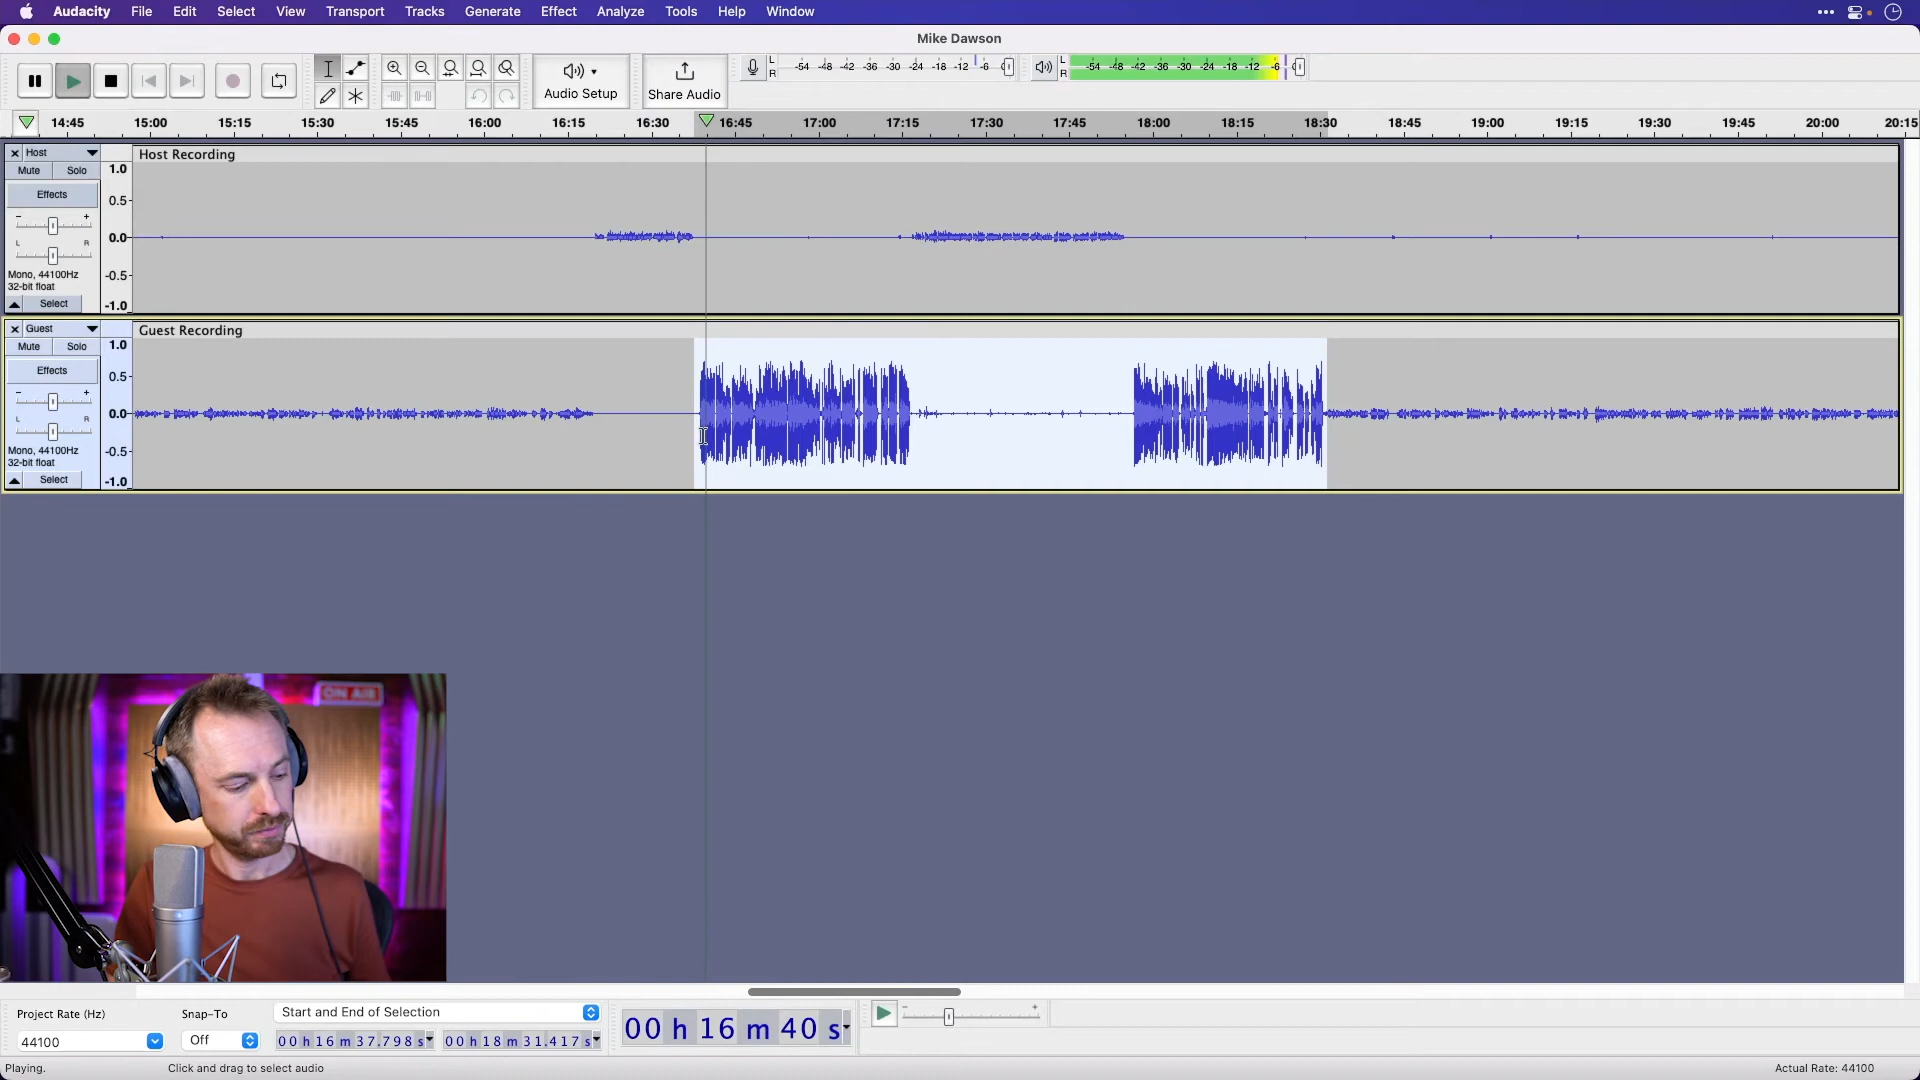 Audacity File Edit Select View Transport Tracks Generate Effect Analyze Tools Help Window
Mike Dawson
Audio Setup
Share Audio
L
R
-54 -48 -42 -36 -30 -24 -18 -12 -6 0
L
R
-54 -48 -42 -36 -30 -24 -18 -12 -6 0
14:45 15:00 15:15 15:30 15:45 16:00 16:15 16:30 16:45 17:00 17:15 17:30 17:45 18:00 18:15 18:30 18:45 19:00 19:15 19:30 19:45 20:00 20:15
Host
Host Recording
Mute Solo
Effects
- +
L R
Mono, 44100Hz
32-bit float
Select
1.0
0.5
0.0
-0.5
-1.0
Guest
Guest Recording
Mute Solo
Effects
- +
L R
Mono, 44100Hz
32-bit float
Select
1.0
0.5
0.0
-0.5
-1.0
ON AIR
Project Rate (Hz)
44100
Snap-To
Off
Start and End of Selection
00 h 16 m 37.798 s
00 h 18 m 31.417 s
00 h 16 m 40 s
- +
Playing.
Click and drag to select audio
Actual Rate: 44100